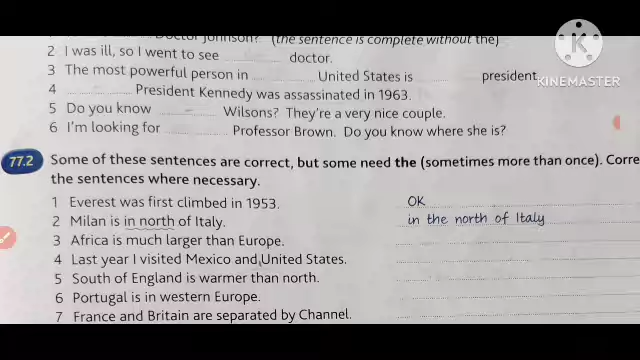 Doctor Johnson? (the sentence is complete without the)
2 I was ill, so I went to see .......... doctor.
3 The most powerful person in .......... United States is .......... president
KINEMASTER
4 .......... President Kennedy was assassinated in 1963.
5 Do you know .......... Wilsons? They're a very nice couple.
6 I'm looking for .......... Professor Brown. Do you know where she is?
77.2 Some of these sentences are correct, but some need the (sometimes more than once). Corre
the sentences where necessary.
1 Everest was first climbed in 1953. OK
2 Milan is in north of Italy. in the north of Italy
3 Africa is much larger than Europe.
4 Last year I visited Mexico and United States.
5 South of England is warmer than north.
6 Portugal is in western Europe.
7 France and Britain are separated by Channel.